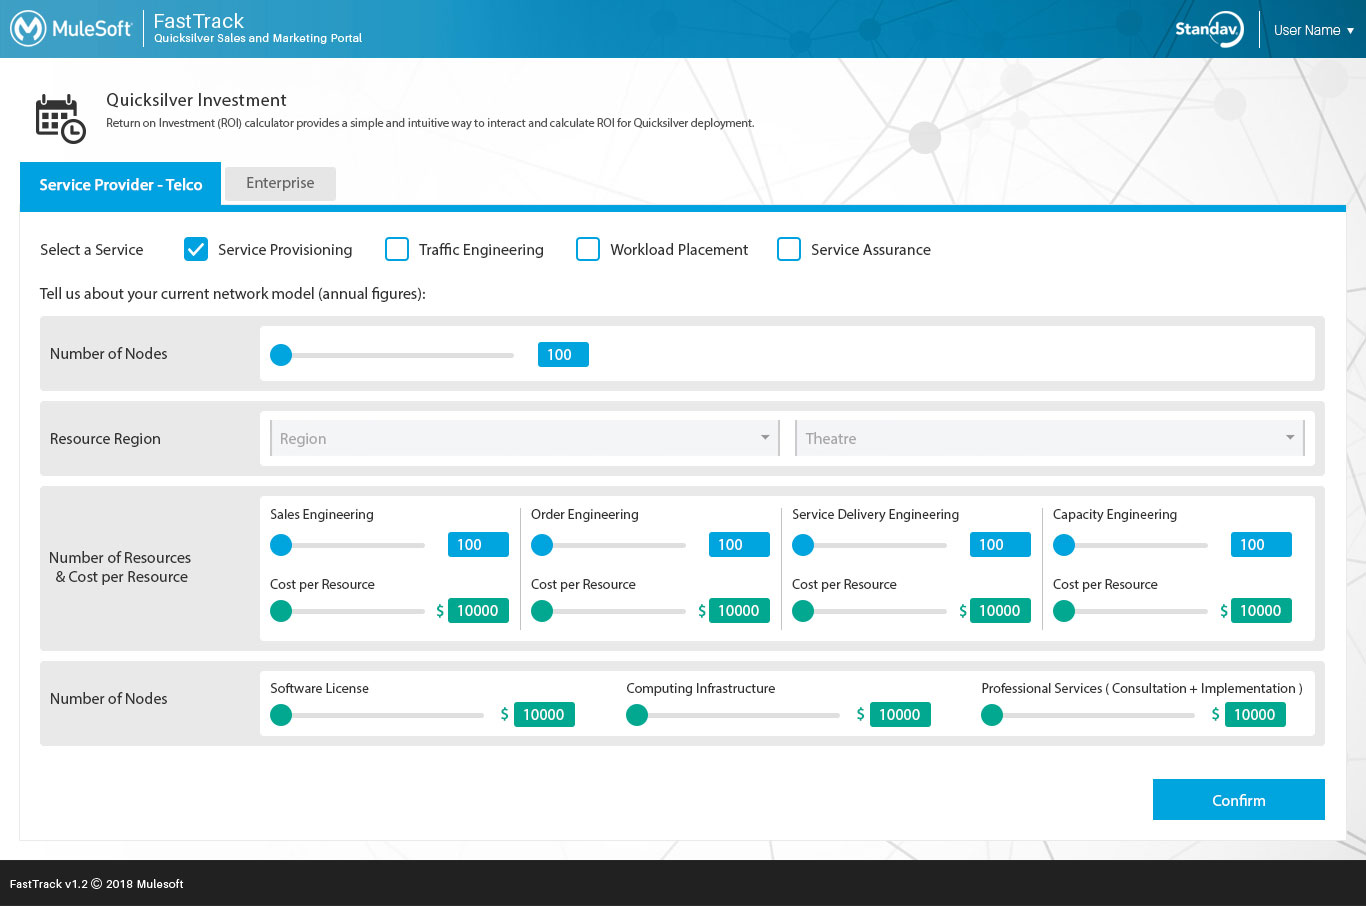 MuleSoft
FastTrack
Quicksilver Sales and Marketing Portal
Standav.
User Name
Quicksilver Investment
Return on Investment (ROI) calculator provides a simple and intuitive way to interact and calculate ROI for Quicksilver deployment.
Service Provider - Telco
Enterprise
Select a Service
Service Provisioning
Traffic Engineering
Workload Placement
Service Assurance
Tell us about your current network model (annual figures):
Number of Nodes
100
Resource Region
Region
Theatre
Number of Resources
& Cost per Resource
Sales Engineering
100
Cost per Resource
$ 10000
Order Engineering
100
Cost per Resource
$ 10000
Service Delivery Engineering
100
Cost per Resource
$ 10000
Capacity Engineering
100
Cost per Resource
$ 10000
Number of Nodes
Software License
$ 10000
Computing Infrastructure
$ 10000
Professional Services ( Consultation + Implementation )
$ 10000
Confirm
FastTrack v1.2 © 2018 Mulesoft